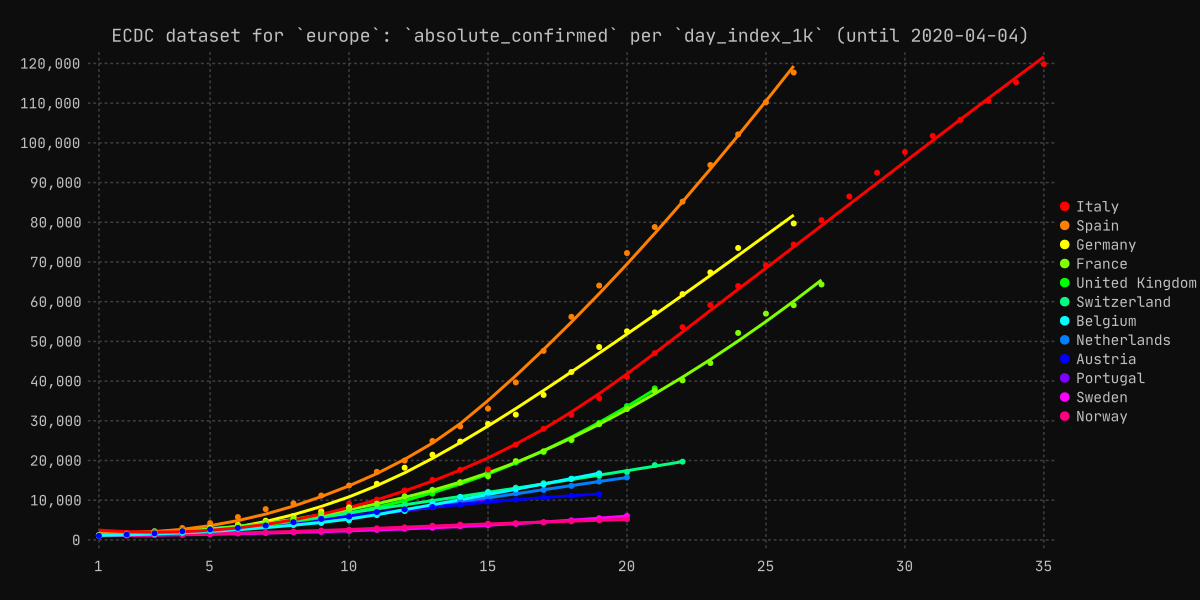 ECDC dataset for `europe`: `absolute_confirmed` per `day_index_1k` (until 2020-04-04)
120,000
110,000
100,000
90,000
80,000
70,000
60,000
50,000
40,000
30,000
20,000
10,000
0
1 5 10 15 20 25 30 35
Italy
Spain
Germany
France
United Kingdom
Switzerland
Belgium
Netherlands
Austria
Portugal
Sweden
Norway